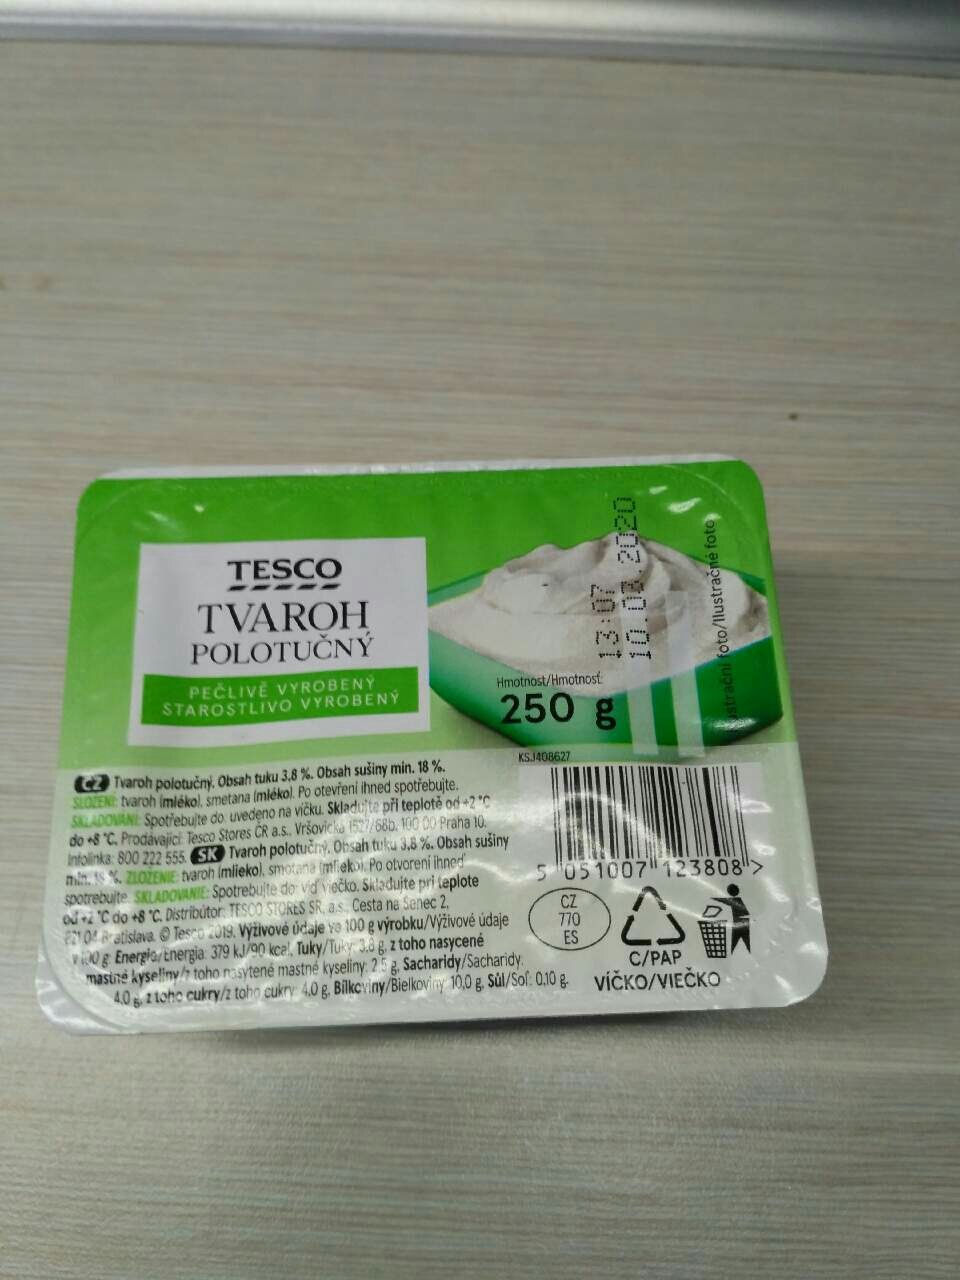 TESCO
TVAROH
POLOTUČNÝ
PEČLIVĚ VYROBENÝ
STAROSTLIVO VYROBENÝ
Hmotnost/Hmotnosť:
250 g
13:07
10.03.2020
Ilustrační foto/Ilustračné foto
KSJ408627
CZ Tvaroh polotučný. Obsah tuku 3,8 %. Obsah sušiny min. 18 %.
SLOŽENÍ: tvaroh (mléko), smetana (mléko). Po otevření ihned spotřebujte.
SKLADOVÁNÍ: Spotřebujte do: uvedeno na víčku. Skladujte při teplotě od +2 °C
do +8 °C. Prodávající: Tesco Stores ČR a.s., Vršovická 1527/68b, 100 00 Praha 10.
Infolinka: 800 222 555. SK Tvaroh polotučný. Obsah tuku 3,8 %. Obsah sušiny
min. 18 %. ZLOŽENIE: tvaroh (mlieko), smotana (mlieko). Po otvorení ihneď
spotrebujte. SKLADOVANIE: Spotrebujte do: viď viečko. Skladujte pri teplote
od +2 °C do +8 °C. Distribútor: TESCO STORES SR, a.s., Cesta na Senec 2,
821 04 Bratislava. © Tesco 2019. Výživové údaje ve 100 g výrobku/Výživové údaje
v 100 g: Energie/Energia: 379 kJ/90 kcal, Tuky/Tuky: 3,8 g, z toho nasycené
mastné kyseliny/z toho nasýtené mastné kyseliny: 2,5 g, Sacharidy/Sacharidy:
4,0 g, z toho cukry/z toho cukry: 4,0 g, Bílkoviny/Bielkoviny: 10,0 g, Sůl/Soľ: 0,10 g.
5 051007 123808 >
CZ
770
ES
C/PAP
VÍČKO/VIEČKO